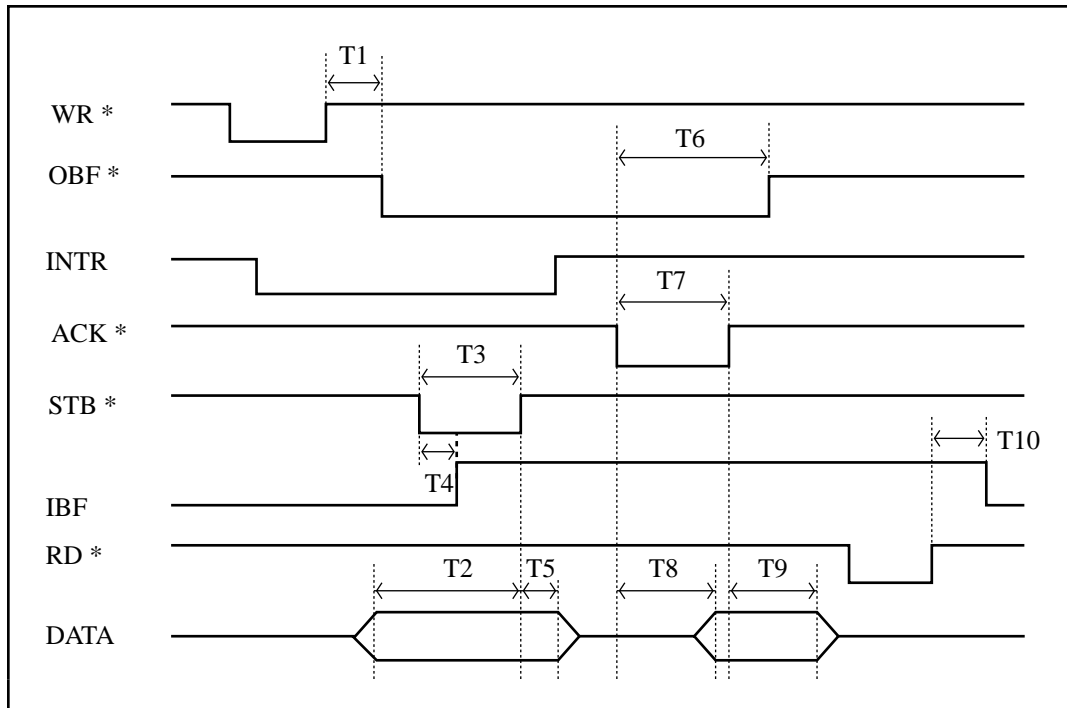 T1
WR *
T6
OBF *
INTR
T7
ACK *
T3
STB *
T10
T4
IBF
RD *
T2 T5 T8 T9
DATA